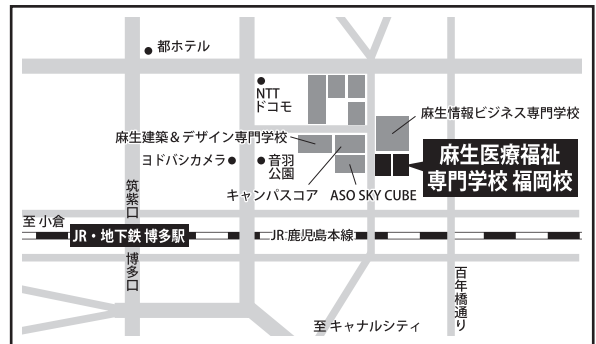 都ホテル
NTT
ドコモ
麻生情報ビジネス専門学校
麻生建築＆デザイン専門学校
麻生医療福祉
専門学校 福岡校
ヨドバシカメラ
音羽
公園
キャンパスコア
ASO SKY CUBE
筑紫口
至 小倉
JR・地下鉄 博多駅
JR鹿児島本線
博多口
百年橋通り
至 キャナルシティ